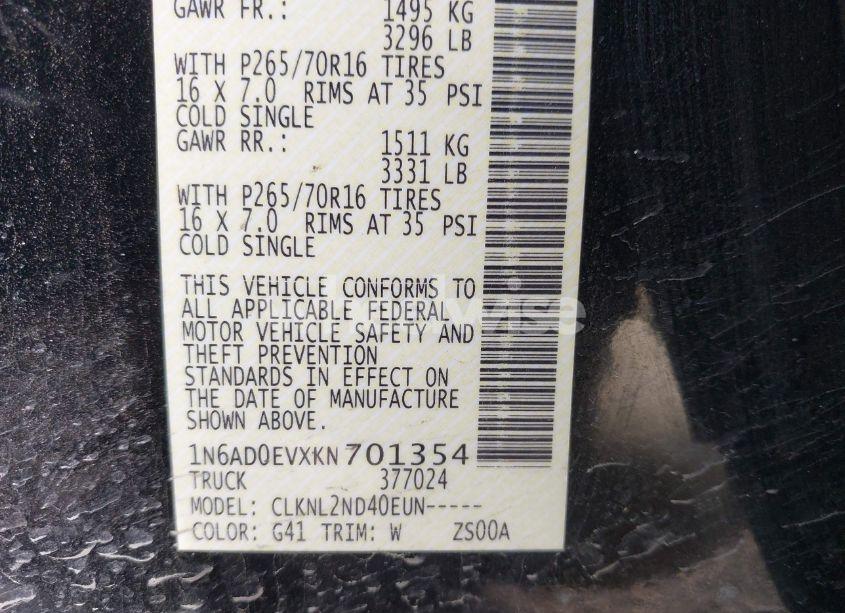 GAWR FR.: 1495 KG
3296 LB
WITH P265/70R16 TIRES
16 X 7.0 RIMS AT 35 PSI
COLD SINGLE
GAWR RR.: 1511 KG
3331 LB
WITH P265/70R16 TIRES
16 X 7.0 RIMS AT 35 PSI
COLD SINGLE
THIS VEHICLE CONFORMS TO
ALL APPLICABLE FEDERAL
MOTOR VEHICLE SAFETY AND
THEFT PREVENTION
STANDARDS IN EFFECT ON
THE DATE OF MANUFACTURE
SHOWN ABOVE.
1N6AD0EVXKN701354
TRUCK 377024
MODEL: CLKNL2ND40EUN-----
COLOR: G41 TRIM: W ZS00A